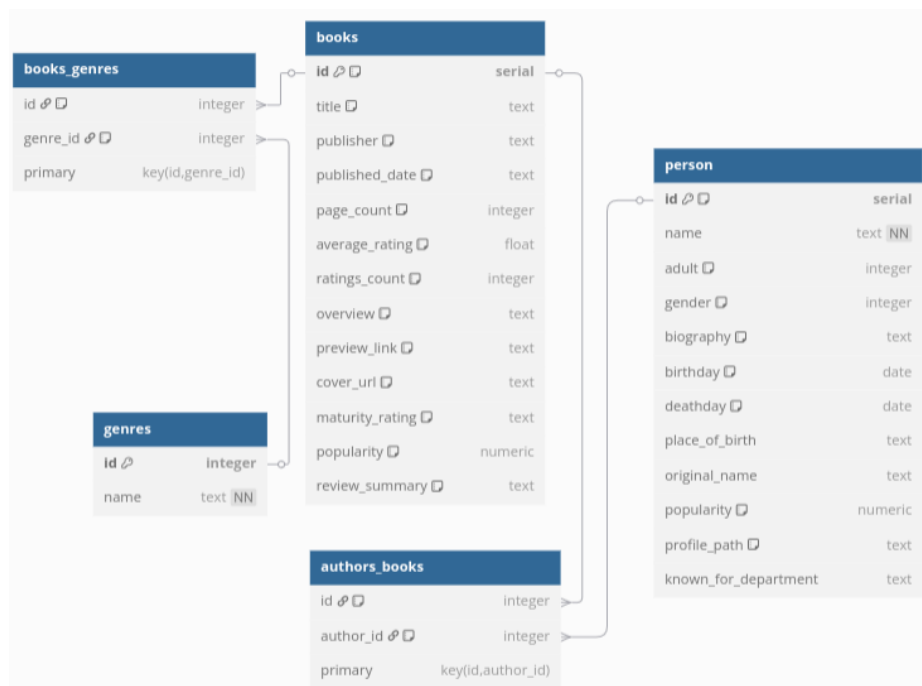 books_genres
id integer
genre_id integer
primary key(id,genre_id)
books
id serial
title text
publisher text
published_date text
page_count integer
average_rating float
ratings_count integer
overview text
preview_link text
cover_url text
maturity_rating text
popularity numeric
review_summary text
person
id serial
name text NN
adult integer
gender integer
biography text
birthday date
deathday date
place_of_birth text
original_name text
popularity numeric
profile_path text
known_for_department text
genres
id integer
name text NN
authors_books
id integer
author_id integer
primary key(id,author_id)